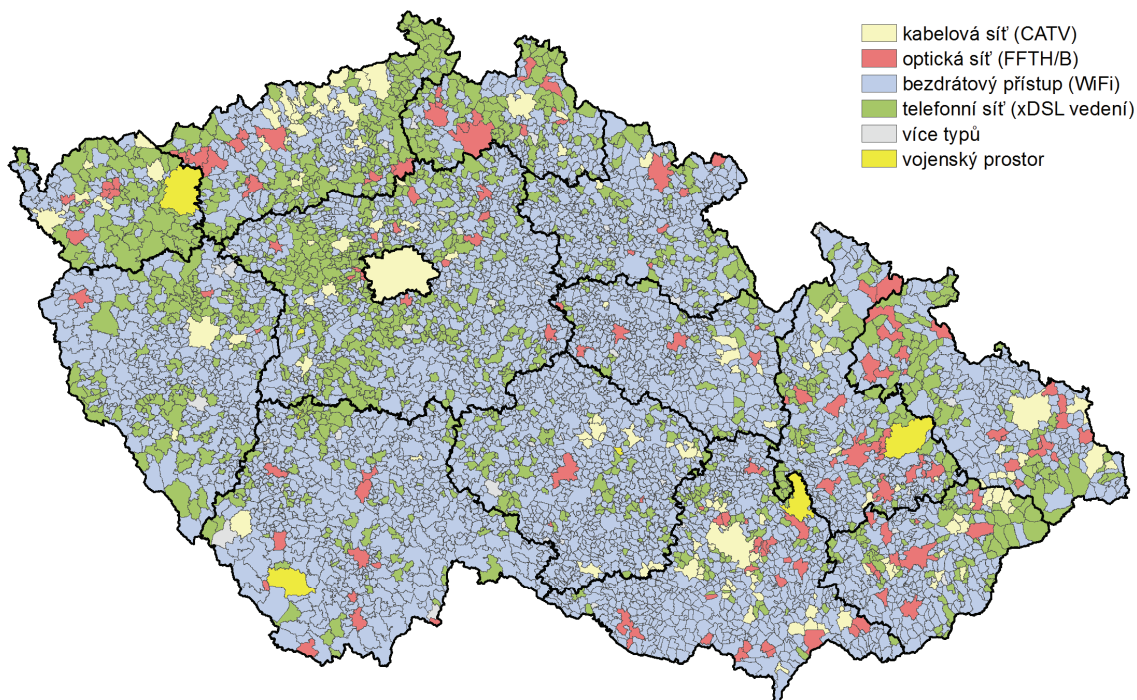 kabelová síť (CATV)
optická síť (FFTH/B)
bezdrátový přístup (WiFi)
telefonní síť (xDSL vedení)
více typů
vojenský prostor